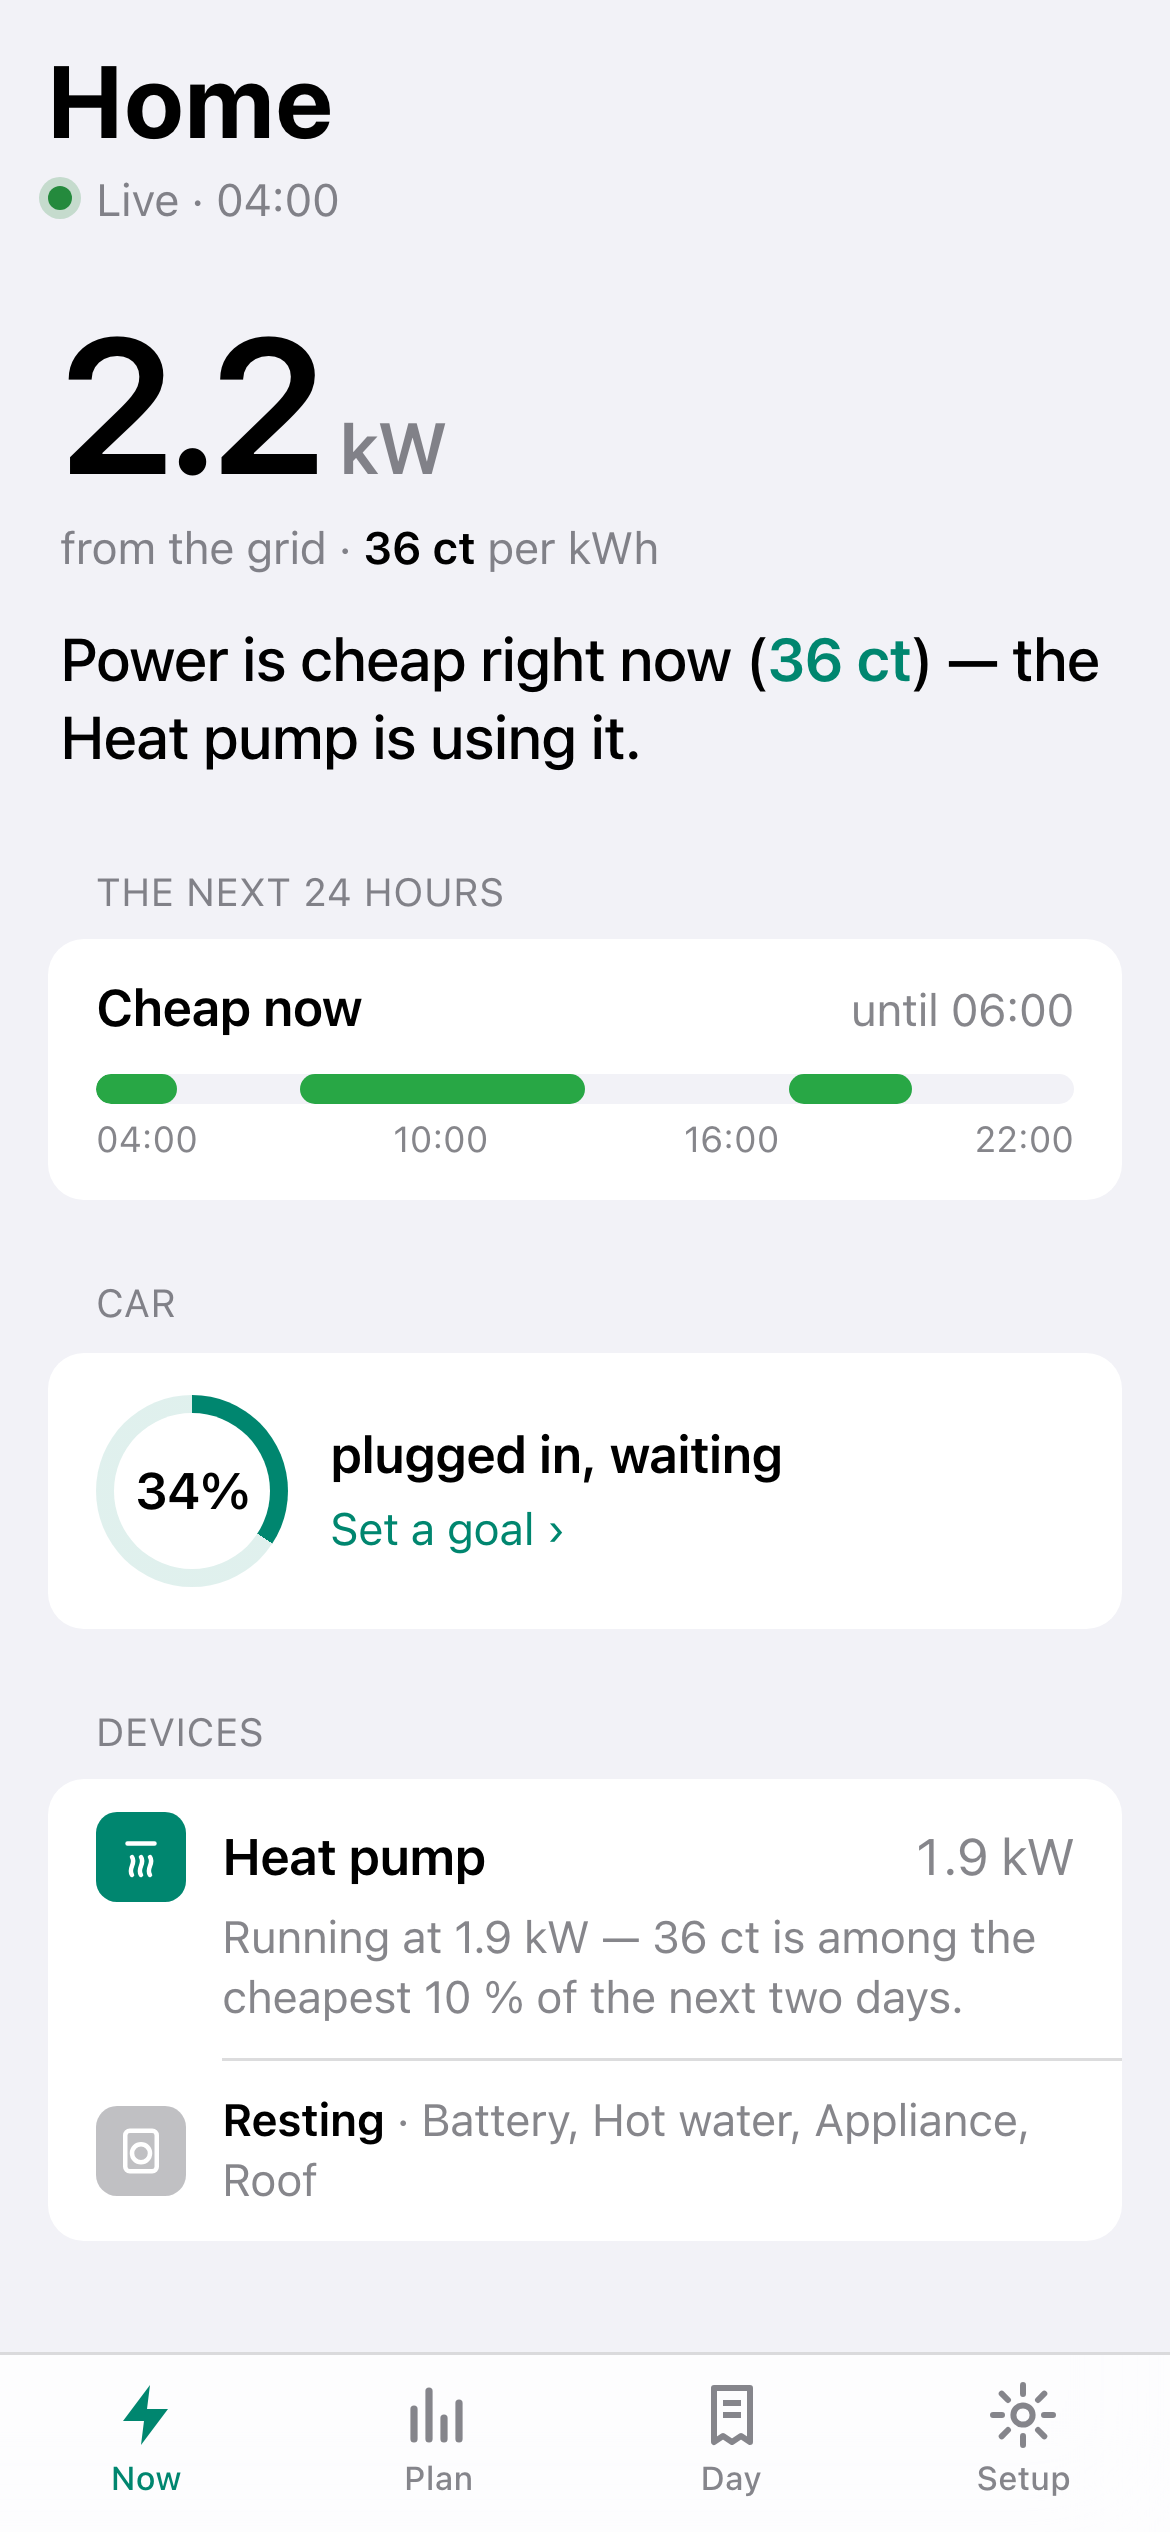 Home
Live · 04:00
2.2 kW
from the grid · 36 ct per kWh
Power is cheap right now (36 ct) — the
Heat pump is using it.
THE NEXT 24 HOURS
Cheap now until 06:00
04:00 10:00 16:00 22:00
CAR
34%
plugged in, waiting
Set a goal ›
DEVICES
Heat pump 1.9 kW
Running at 1.9 kW — 36 ct is among the
cheapest 10 % of the next two days.
Resting · Battery, Hot water, Appliance,
Roof
Now Plan Day Setup